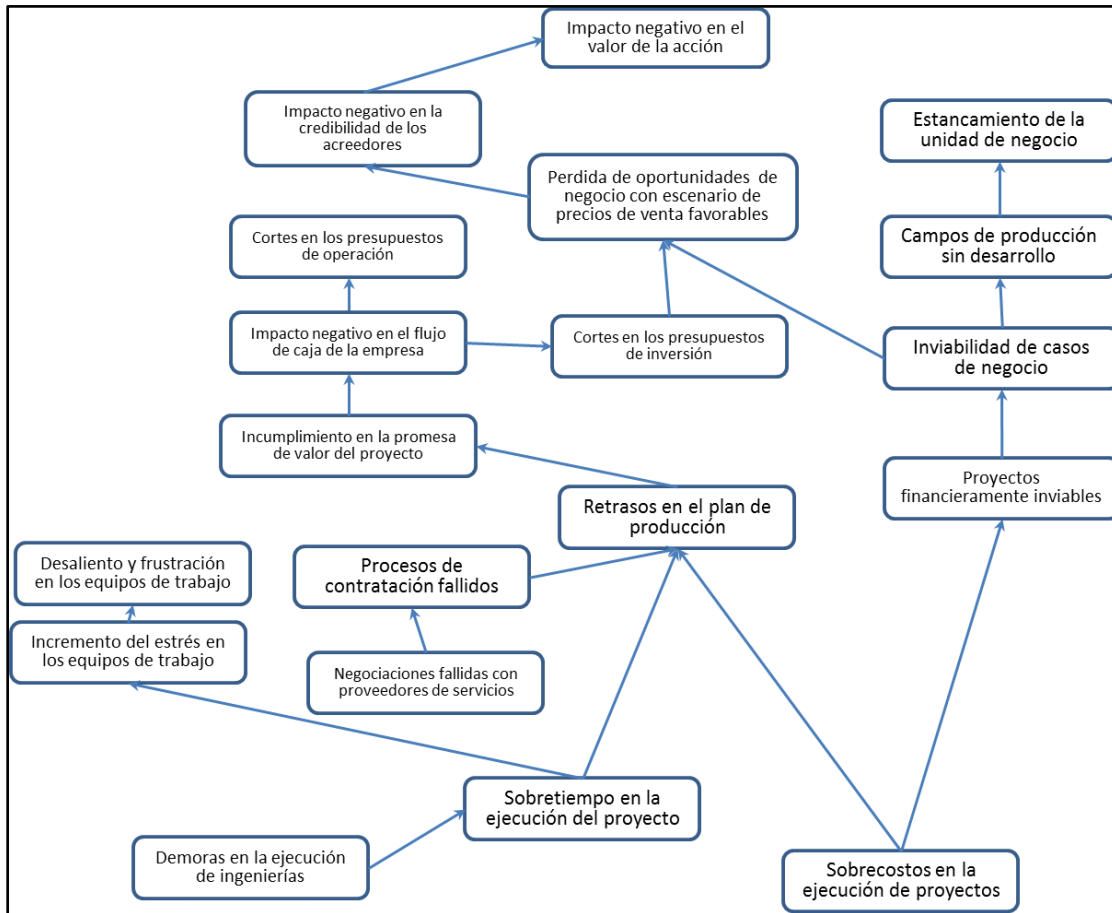 Impacto negativo en el
valor de la acción
Impacto negativo en la
credibilidad de los
acreedores
Estancamiento de la
unidad de negocio
Perdida de oportunidades de
negocio con escenario de
precios de venta favorables
Cortes en los presupuestos
de operación
Campos de producción
sin desarrollo
Impacto negativo en el flujo
de caja de la empresa
Cortes en los presupuestos
de inversión
Inviabilidad de casos
de negocio
Incumplimiento en la promesa
de valor del proyecto
Proyectos
financieramente inviables
Retrasos en el plan de
producción
Desaliento y frustración
en los equipos de trabajo
Procesos de
contratación fallidos
Incremento del estrés en
los equipos de trabajo
Negociaciones fallidas con
proveedores de servicios
Sobretiempo en la
ejecución del proyecto
Demoras en la ejecución
de ingenierías
Sobrecostos en la
ejecución de proyectos